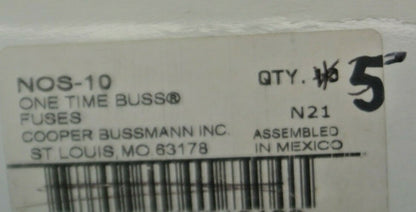 NOS-10
QTY. 10 5
ONE TIME BUSS®
FUSES
N21
COOPER BUSSMANN INC.
ASSEMBLED
ST LOUIS, MO 63178
IN MEXICO